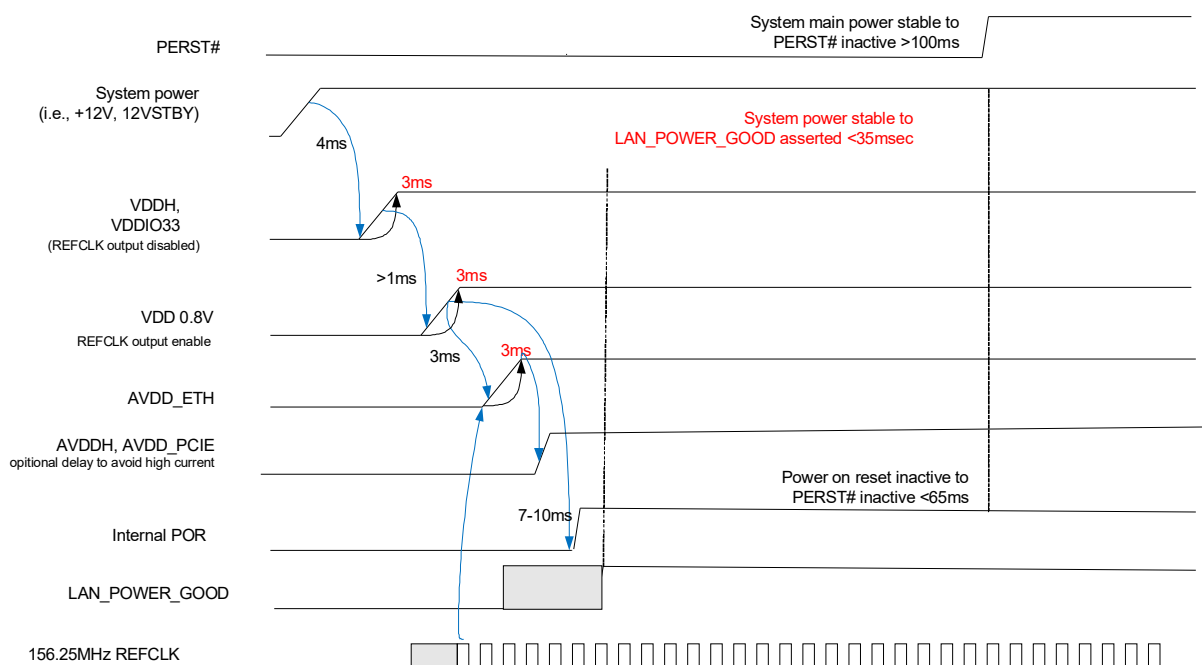 System main power stable to
PERST# inactive >100ms
PERST#
System power
(i.e., +12V, 12VSTBY)
System power stable to
LAN_POWER_GOOD asserted <35msec
4ms
3ms
VDDH,
VDDIO33
(REFCLK output disabled)
>1ms
3ms
VDD 0.8V
REFCLK output enable
3ms
3ms
AVDD_ETH
AVDDH, AVDD_PCIE
opitional delay to avoid high current
Power on reset inactive to
PERST# inactive <65ms
7-10ms
Internal POR
LAN_POWER_GOOD
156.25MHz REFCLK